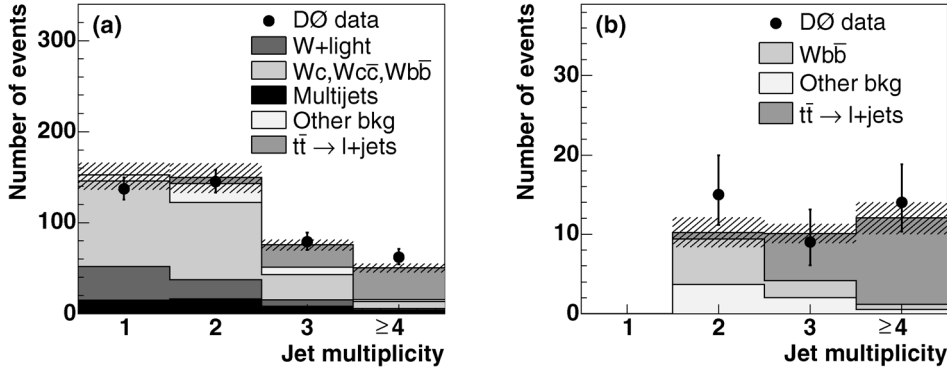 Number of events
(a)
DØ data
W+light
Wc,Wcc̄,Wbb̄
Multijets
Other bkg
tt̄ → l+jets
300
200
100
0
1 2 3 ≥4
Jet multiplicity
Number of events
(b)
DØ data
Wbb̄
Other bkg
tt̄ → l+jets
30
20
10
0
1 2 3 ≥4
Jet multiplicity